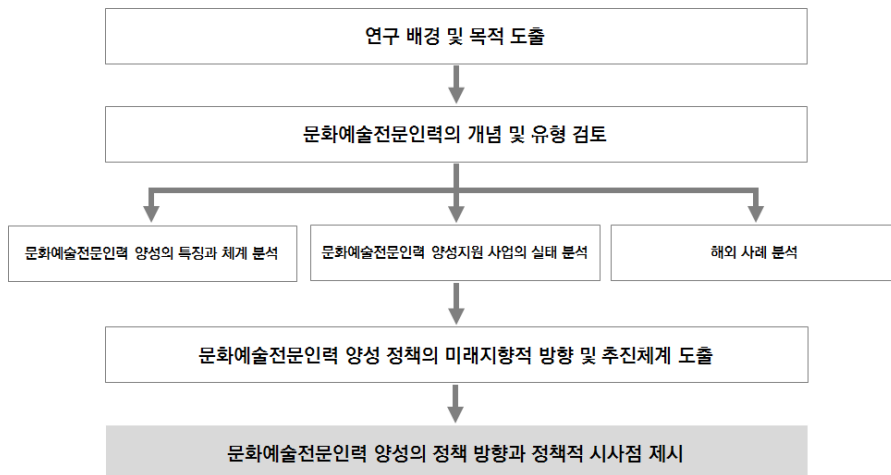 연구 배경 및 목적 도출
문화예술전문인력의 개념 및 유형 검토
문화예술전문인력 양성의 특징과 체계 분석
문화예술전문인력 양성지원 사업의 실태 분석
해외 사례 분석
문화예술전문인력 양성 정책의 미래지향적 방향 및 추진체계 도출
문화예술전문인력 양성의 정책 방향과 정책적 시사점 제시